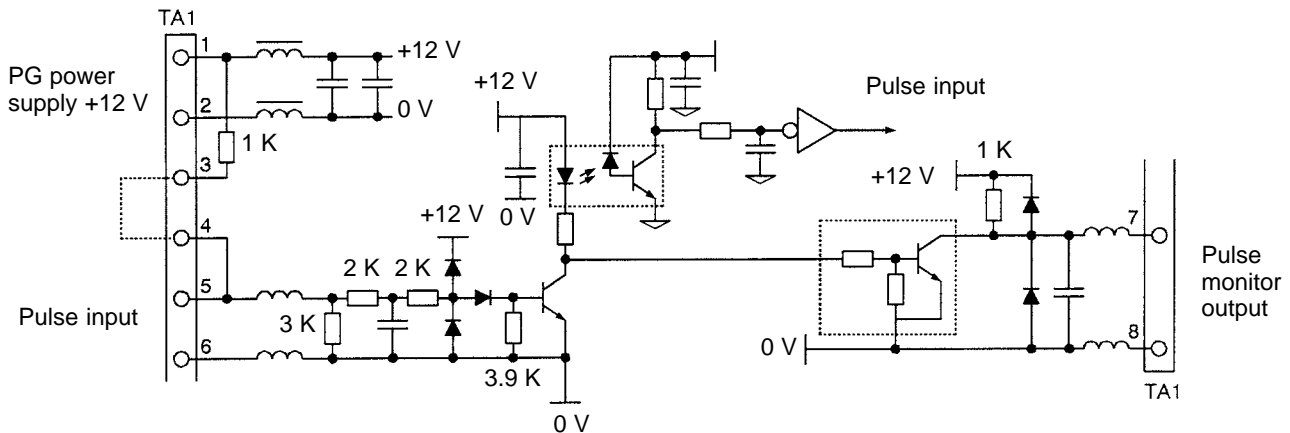 TA1
1
PG power
supply +12 V
+12 V
2
0 V
1 K
3
4
Pulse input
5
6
3 K
2 K
2 K
+12 V
3.9 K
0 V
+12 V
0 V
Pulse input
+12 V
1 K
0 V
7
Pulse
monitor
output
8
TA1